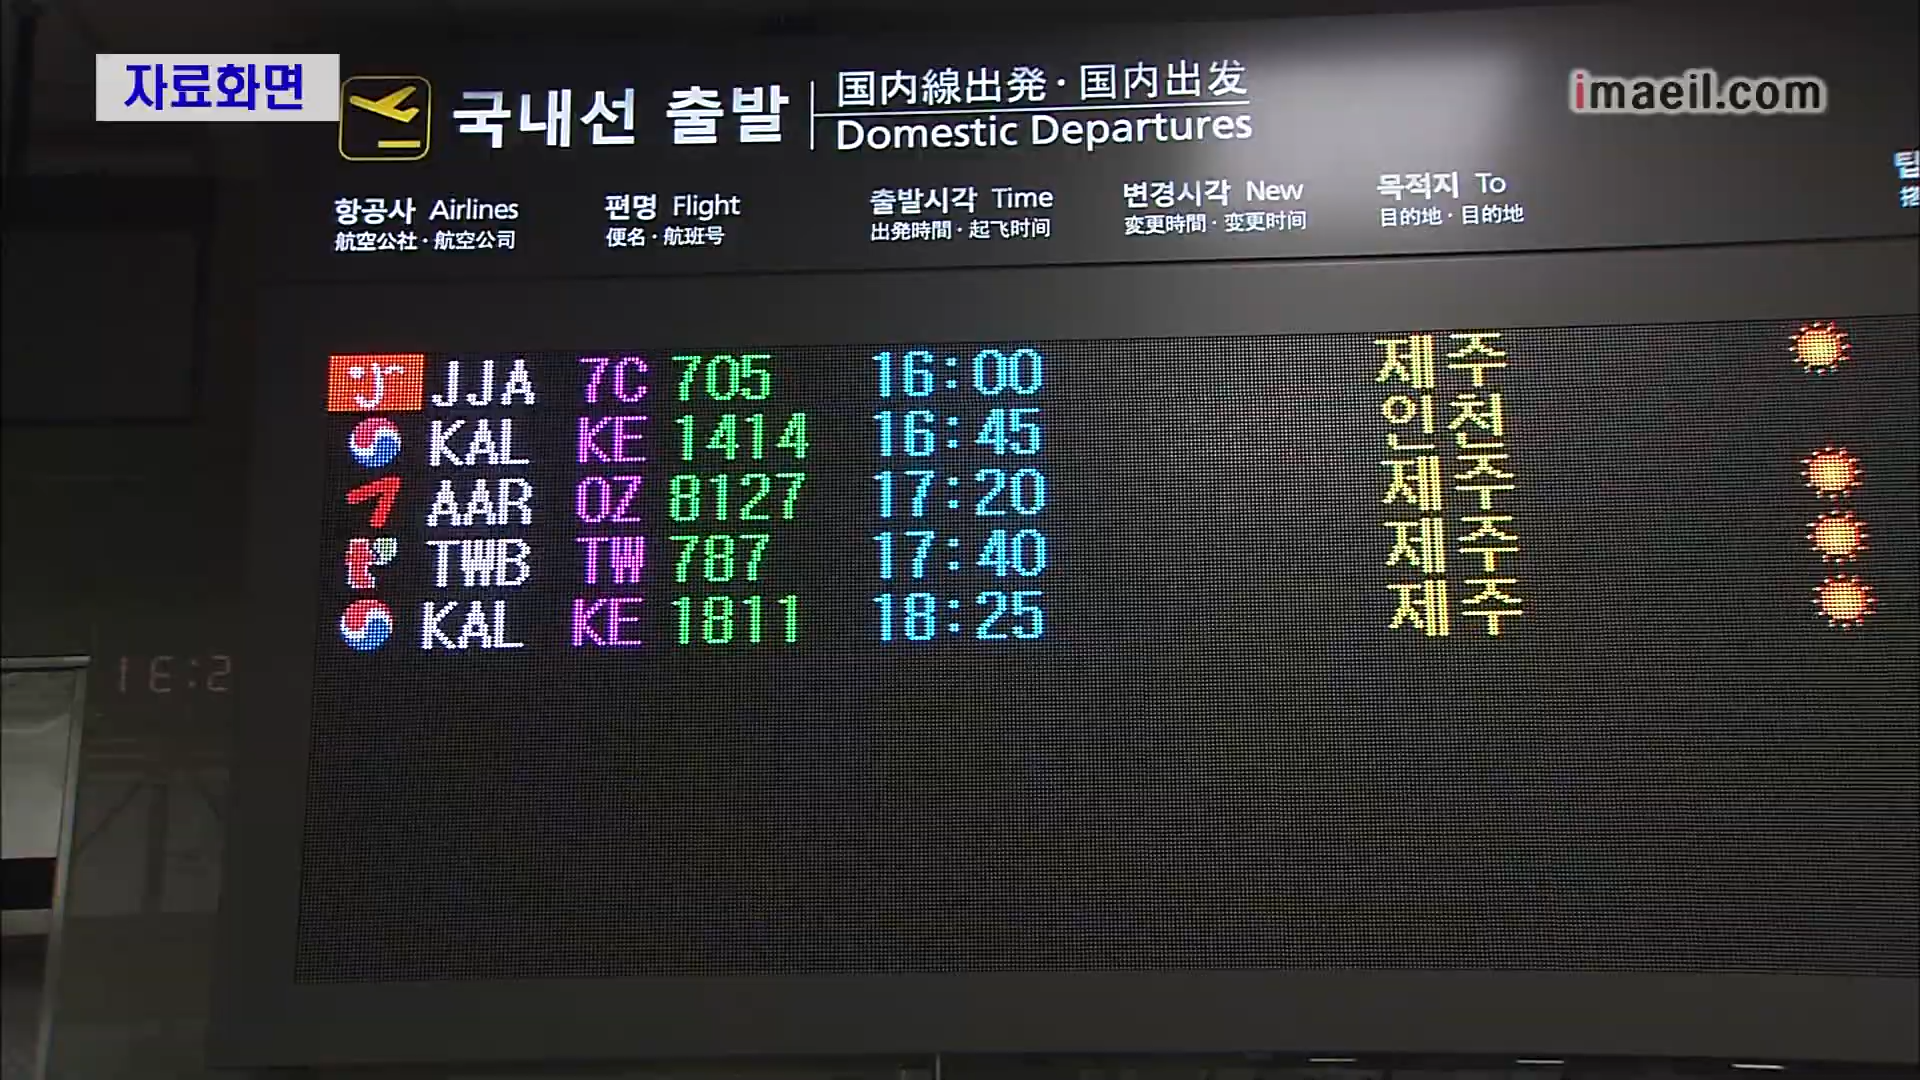 자료화면
imaeil.com
국내선 출발
国内線出発·国内出发
Domestic Departures
항공사 Airlines
航空公社·航空公司
편명 Flight
便名·航班号
출발시각 Time
出発時間·起飞时间
변경시각 New
変更時間·变更时间
목적지 To
目的地·目的地
JJA 7C 705 16:00 제주
KAL KE 1414 16:45 인천
AAR OZ 8127 17:20 제주
TWB TW 787 17:40 제주
KAL KE 1811 18:25 제주